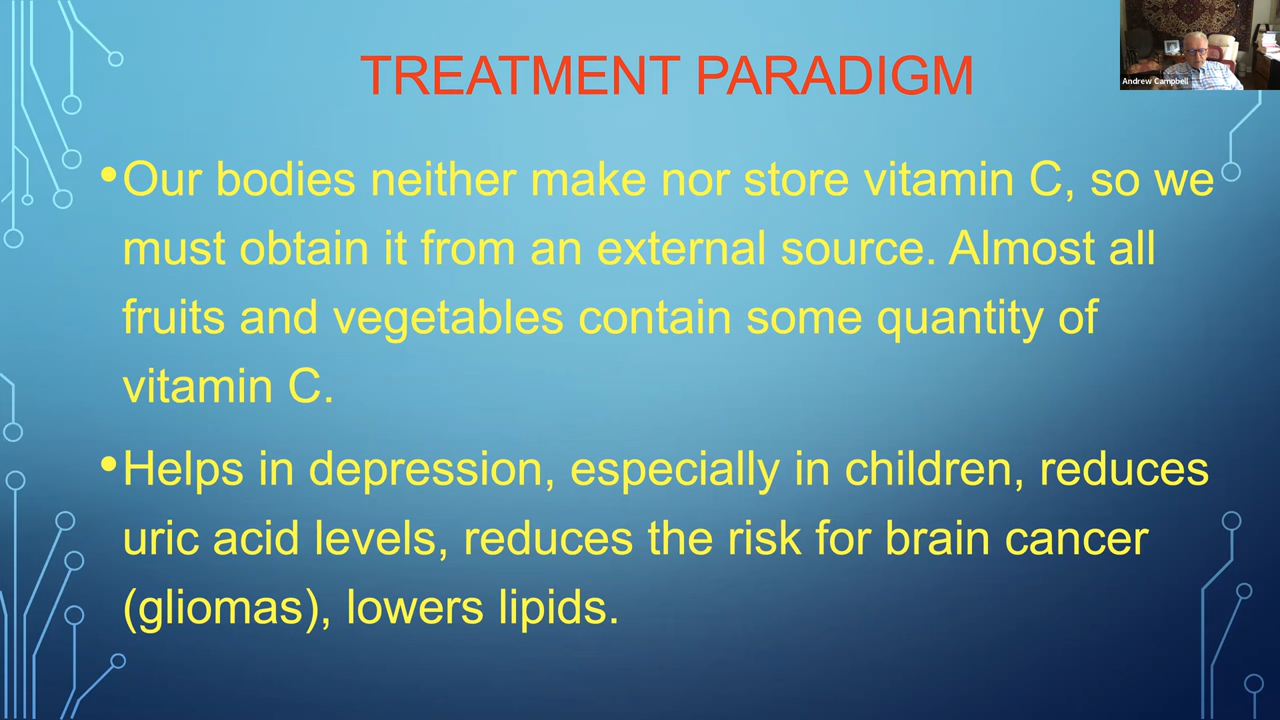 TREATMENT PARADIGM
Andrew Campbell
•Our bodies neither make nor store vitamin C, so we
must obtain it from an external source. Almost all
fruits and vegetables contain some quantity of
vitamin C.
•Helps in depression, especially in children, reduces
uric acid levels, reduces the risk for brain cancer
(gliomas), lowers lipids.